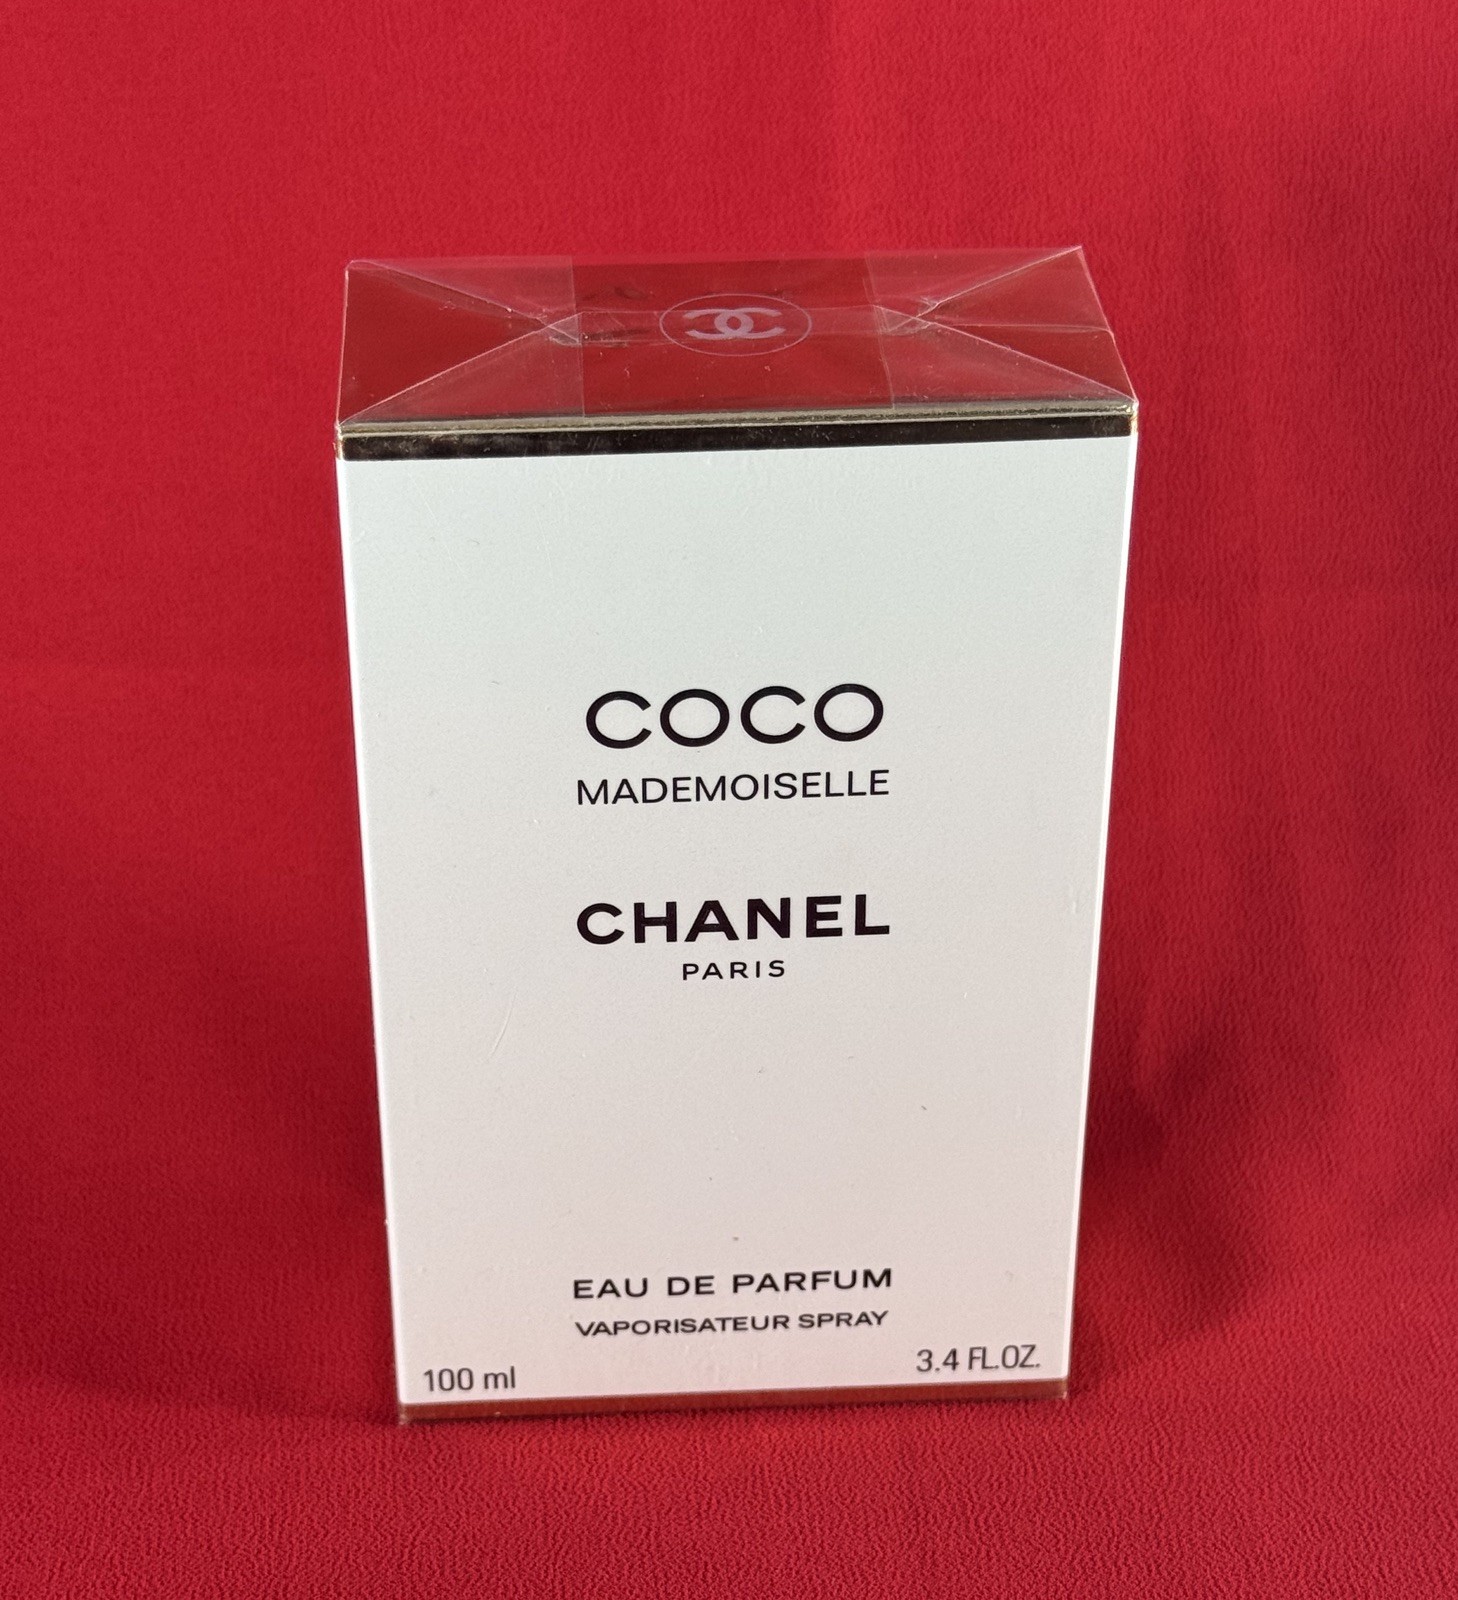 COCO
MADEMOISELLE
CHANEL
PARIS
EAU DE PARFUM
VAPORISATEUR SPRAY
100 ml
3.4 FL.OZ.